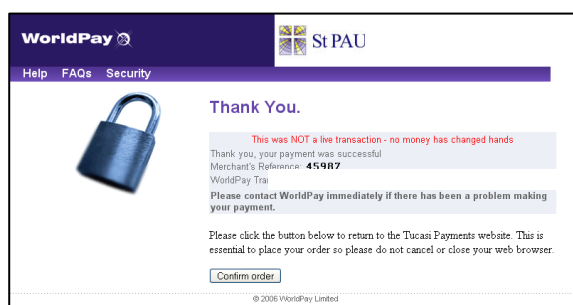 WorldPay
St PAU
Help FAQs Security
Thank You.
This was NOT a live transaction - no money has changed hands
Thank you, your payment was successful
Merchant's Reference: 45987
WorldPay
Please contact WorldPay immediately if there has been a problem making
your payment.
Please click the button below to return to the Tucasi Payments website. This is
essential to place your order so please do not cancel or close your web browser.
Confirm order
© 2006 WorldPay Limited